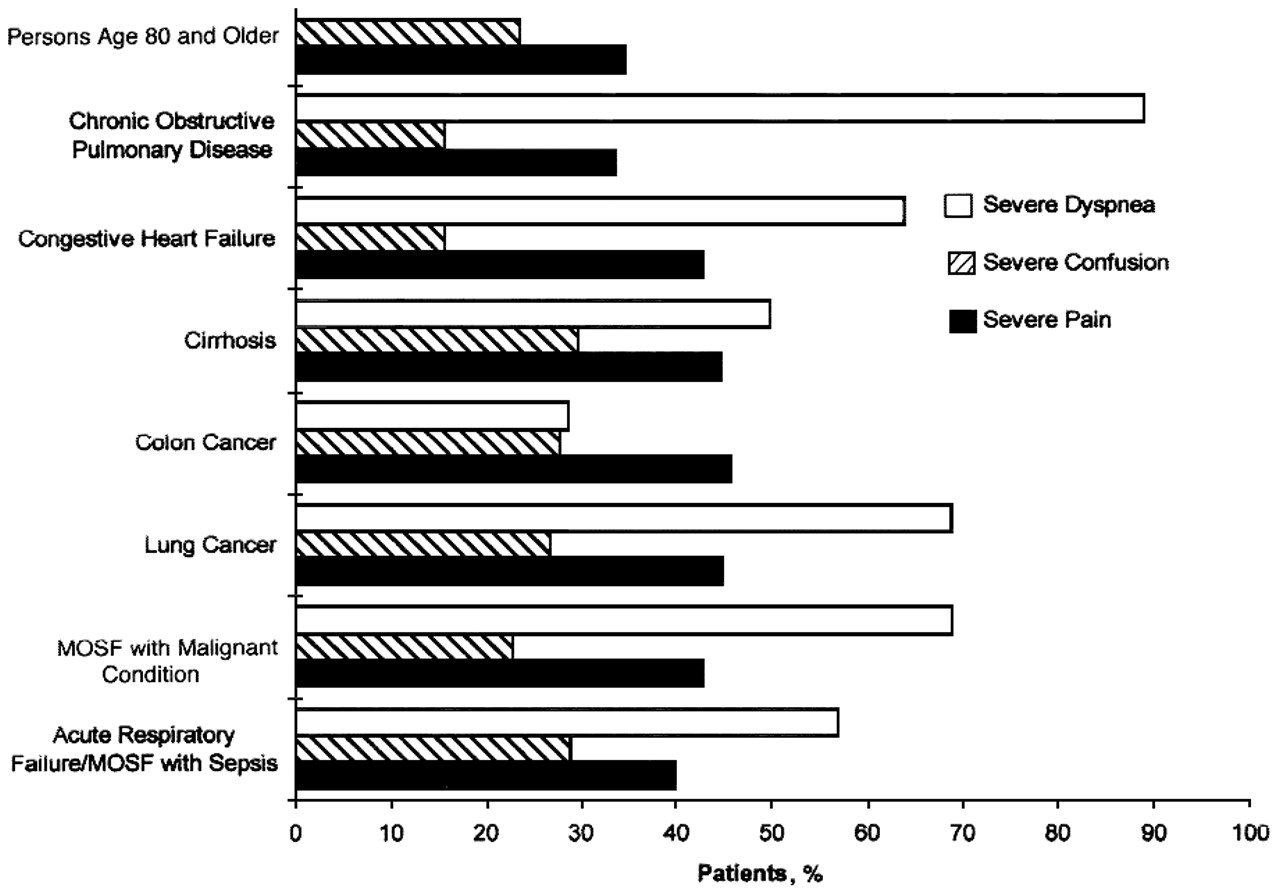 Persons Age 80 and Older
Chronic Obstructive
Pulmonary Disease
Congestive Heart Failure
Severe Dyspnea
Severe Confusion
Severe Pain
Cirrhosis
Colon Cancer
Lung Cancer
MOSF with Malignant
Condition
Acute Respiratory
Failure/MOSF with Sepsis
0 10 20 30 40 50 60 70 80 90 100
Patients, %